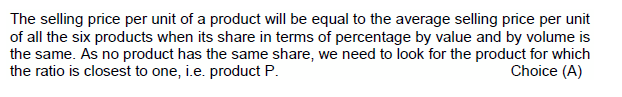 The selling price per unit of a product will be equal to the average selling price per unit
of all the six products when its share in terms of percentage by value and by volume is
the same. As no product has the same share, we need to look for the product for which
the ratio is closest to one, i.e. product P. Choice (A)